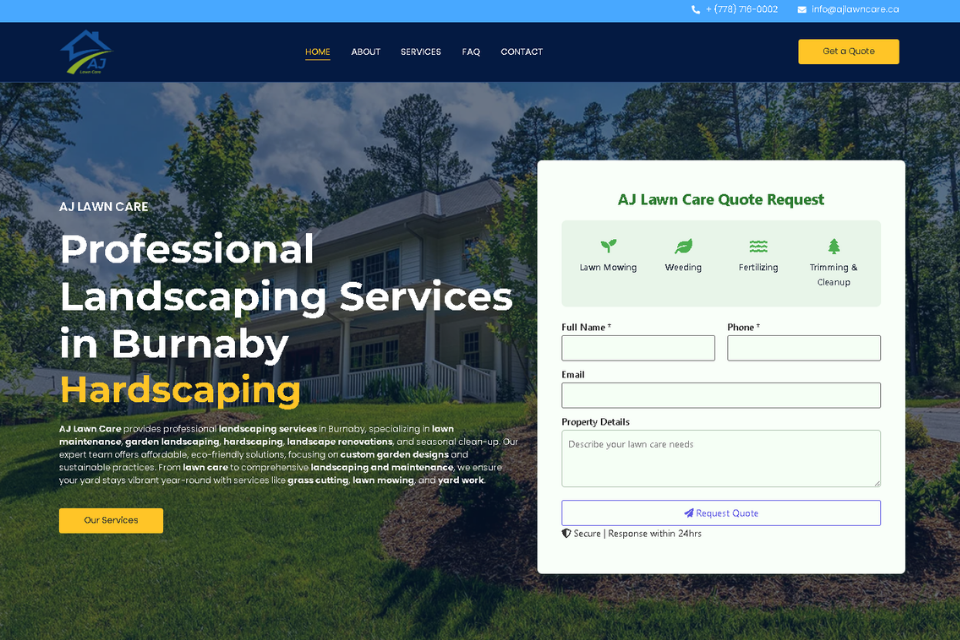 + (778) 716-0002 info@ajlawncare.ca
AJ
Lawn Care
HOME ABOUT SERVICES FAQ CONTACT
Get a Quote
AJ LAWN CARE
Professional
Landscaping Services
in Burnaby
Hardscaping
AJ Lawn Care provides professional landscaping services in Burnaby, specializing in lawn
maintenance, garden landscaping, hardscaping, landscape renovations, and seasonal clean-up. Our
expert team offers affordable, eco-friendly solutions, focusing on custom garden designs and
sustainable practices. From lawn care to comprehensive landscaping and maintenance, we ensure
your yard stays vibrant year-round with services like grass cutting, lawn mowing, and yard work.
Our Services
AJ Lawn Care Quote Request
Lawn Mowing Weeding Fertilizing Trimming &
Cleanup
Full Name * Phone *
Email
Property Details
Describe your lawn care needs
Request Quote
Secure | Response within 24hrs